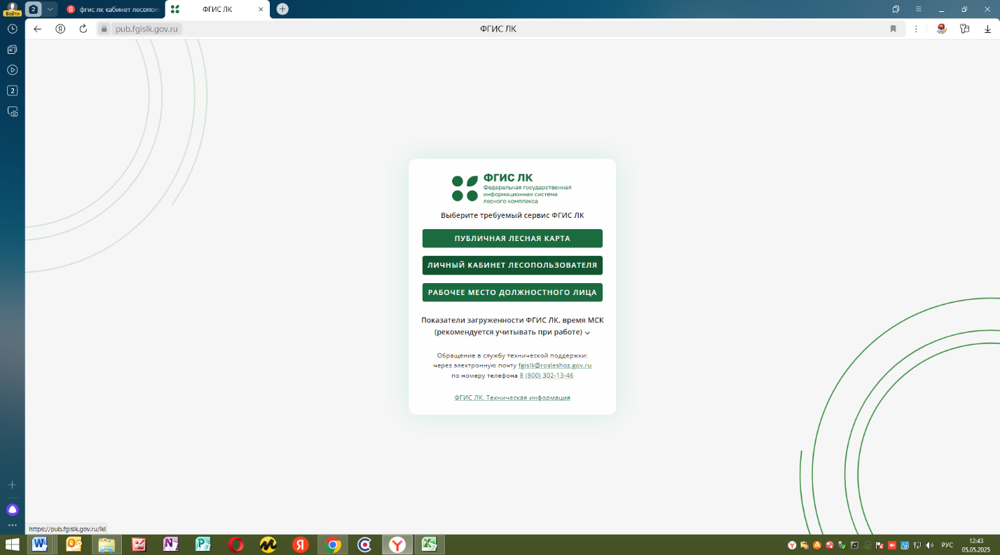 Войти
2
фгис лк кабинет лесопол
ФГИС ЛК
pub.fgislk.gov.ru
ФГИС ЛК
2
ФГИС ЛК
Федеральная государственная
информационная система
лесного комплекса
Выберите требуемый сервис ФГИС ЛК
ПУБЛИЧНАЯ ЛЕСНАЯ КАРТА
ЛИЧНЫЙ КАБИНЕТ ЛЕСОПОЛЬЗОВАТЕЛЯ
РАБОЧЕЕ МЕСТО ДОЛЖНОСТНОГО ЛИЦА
Показатели загруженности ФГИС ЛК, время МСК
(рекомендуется учитывать при работе)
Обращение в службу технической поддержки:
через электронную почту fgislk@rosleshoz.gov.ru
по номеру телефона 8 (800) 302-13-46
ФГИС ЛК. Техническая информация
https://pub.fgislk.gov.ru/lkl
РУС
12:43
05.05.2025